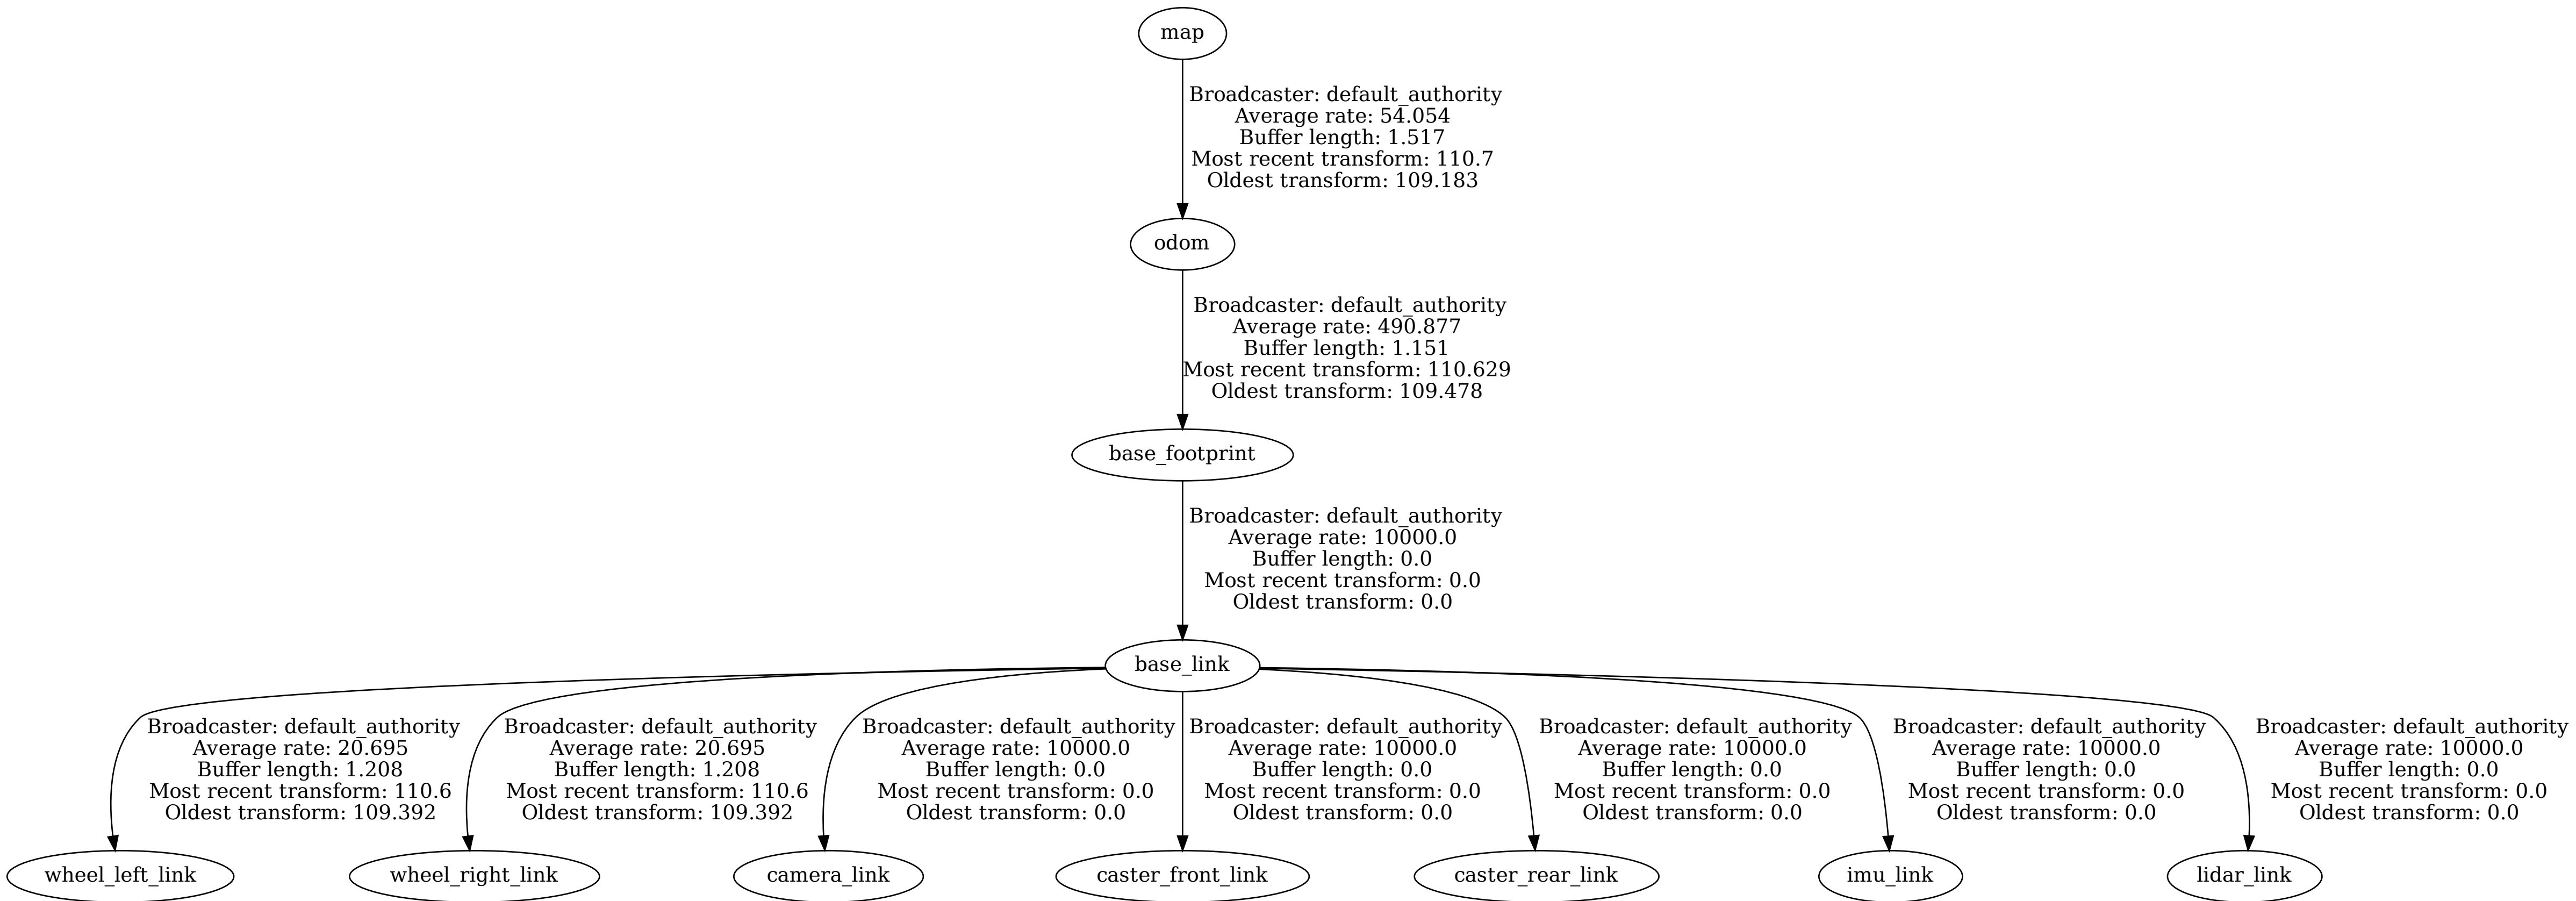 map
Broadcaster: default_authority
Average rate: 54.054
Buffer length: 1.517
Most recent transform: 110.7
Oldest transform: 109.183
odom
Broadcaster: default_authority
Average rate: 490.877
Buffer length: 1.151
Most recent transform: 110.629
Oldest transform: 109.478
base_footprint
Broadcaster: default_authority
Average rate: 10000.0
Buffer length: 0.0
Most recent transform: 0.0
Oldest transform: 0.0
base_link
Broadcaster: default_authority
Average rate: 20.695
Buffer length: 1.208
Most recent transform: 110.6
Oldest transform: 109.392
Broadcaster: default_authority
Average rate: 20.695
Buffer length: 1.208
Most recent transform: 110.6
Oldest transform: 109.392
Broadcaster: default_authority
Average rate: 10000.0
Buffer length: 0.0
Most recent transform: 0.0
Oldest transform: 0.0
Broadcaster: default_authority
Average rate: 10000.0
Buffer length: 0.0
Most recent transform: 0.0
Oldest transform: 0.0
Broadcaster: default_authority
Average rate: 10000.0
Buffer length: 0.0
Most recent transform: 0.0
Oldest transform: 0.0
Broadcaster: default_authority
Average rate: 10000.0
Buffer length: 0.0
Most recent transform: 0.0
Oldest transform: 0.0
Broadcaster: default_authority
Average rate: 10000.0
Buffer length: 0.0
Most recent transform: 0.0
Oldest transform: 0.0
wheel_left_link
wheel_right_link
camera_link
caster_front_link
caster_rear_link
imu_link
lidar_link